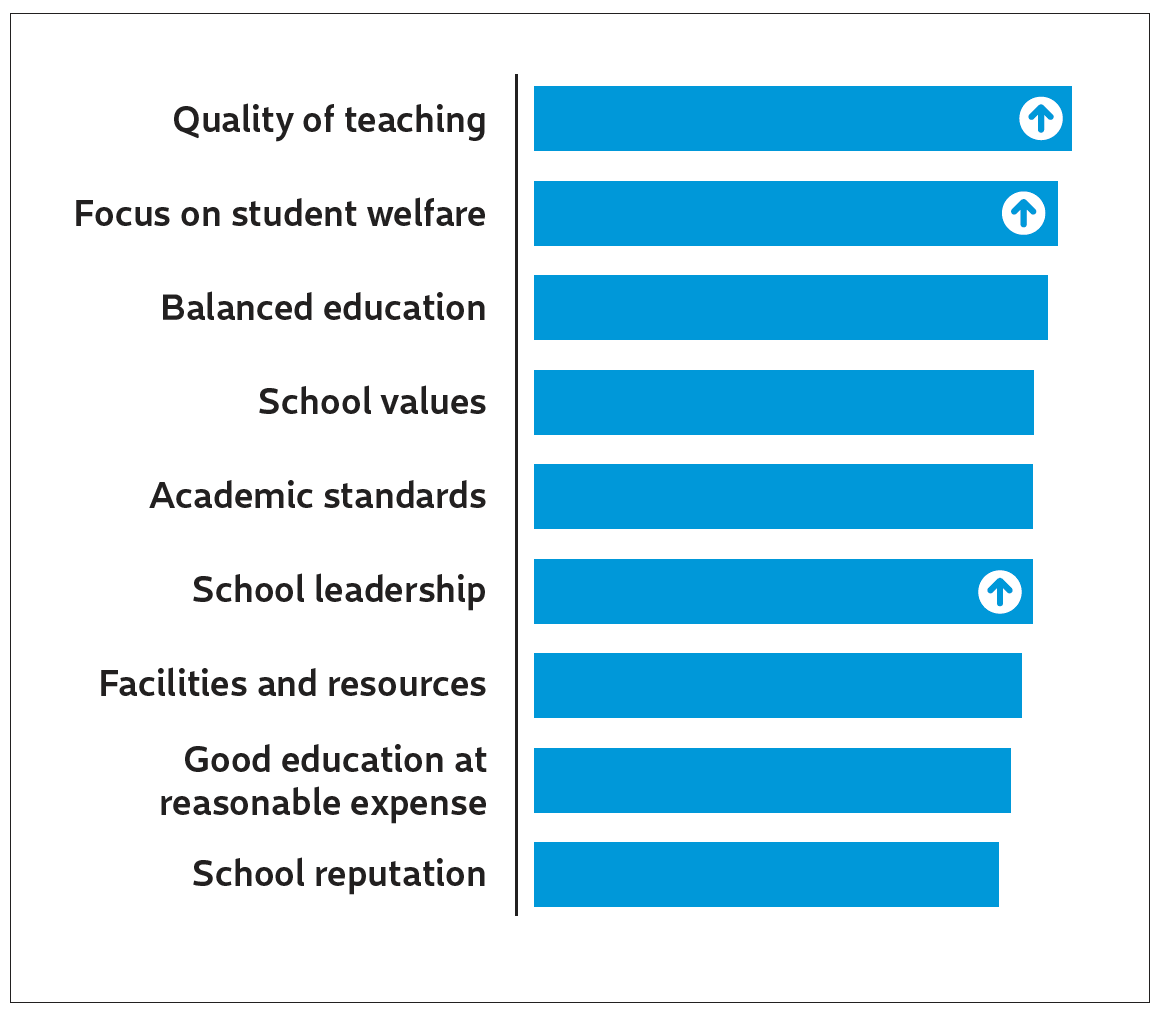 Quality of teaching
Focus on student welfare
Balanced education
School values
Academic standards
School leadership
Facilities and resources
Good education at
reasonable expense
School reputation